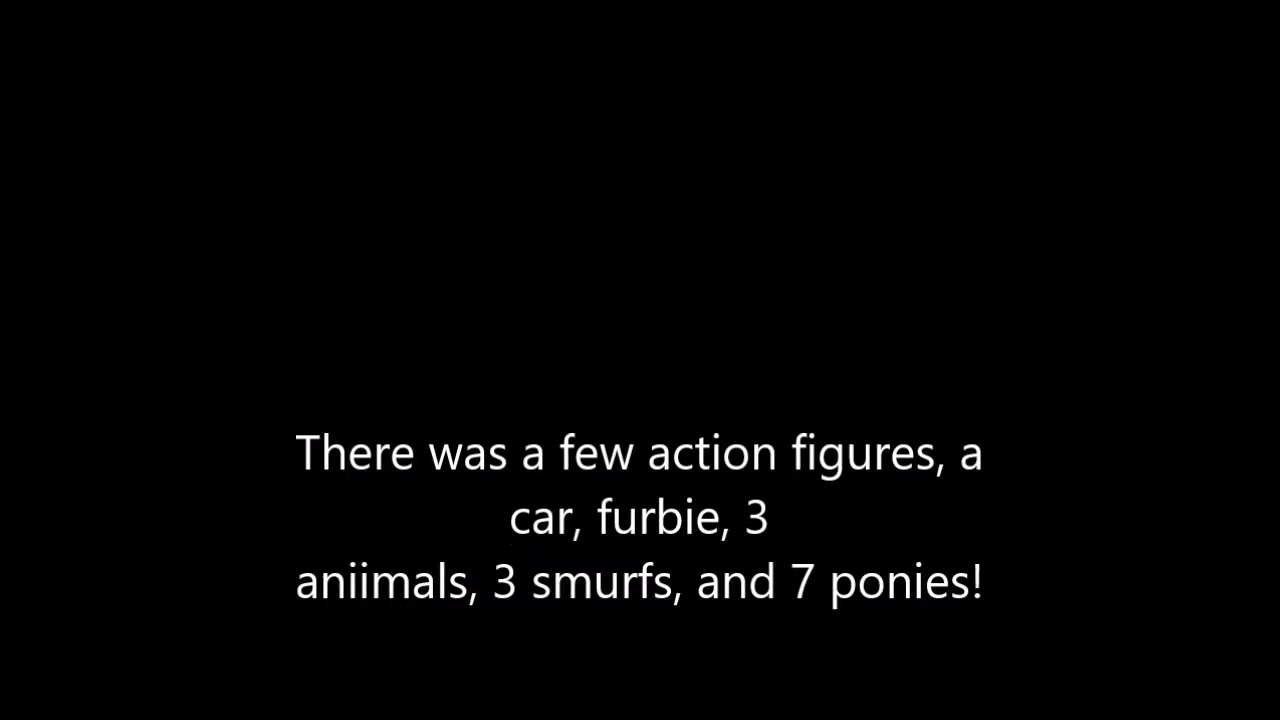 There was a few action figures, a
car, furbie, 3
aniimals, 3 smurfs, and 7 ponies!